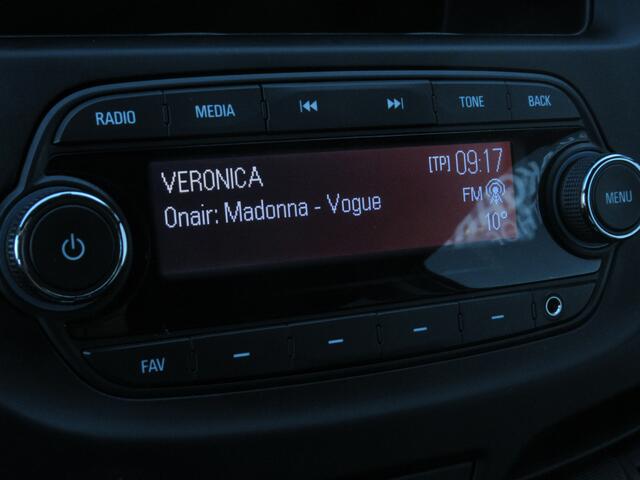 RADIO MEDIA TONE BACK
VERONICA [TP] 09:17
Onair: Madonna - Vogue FM
10°
MENU
FAV